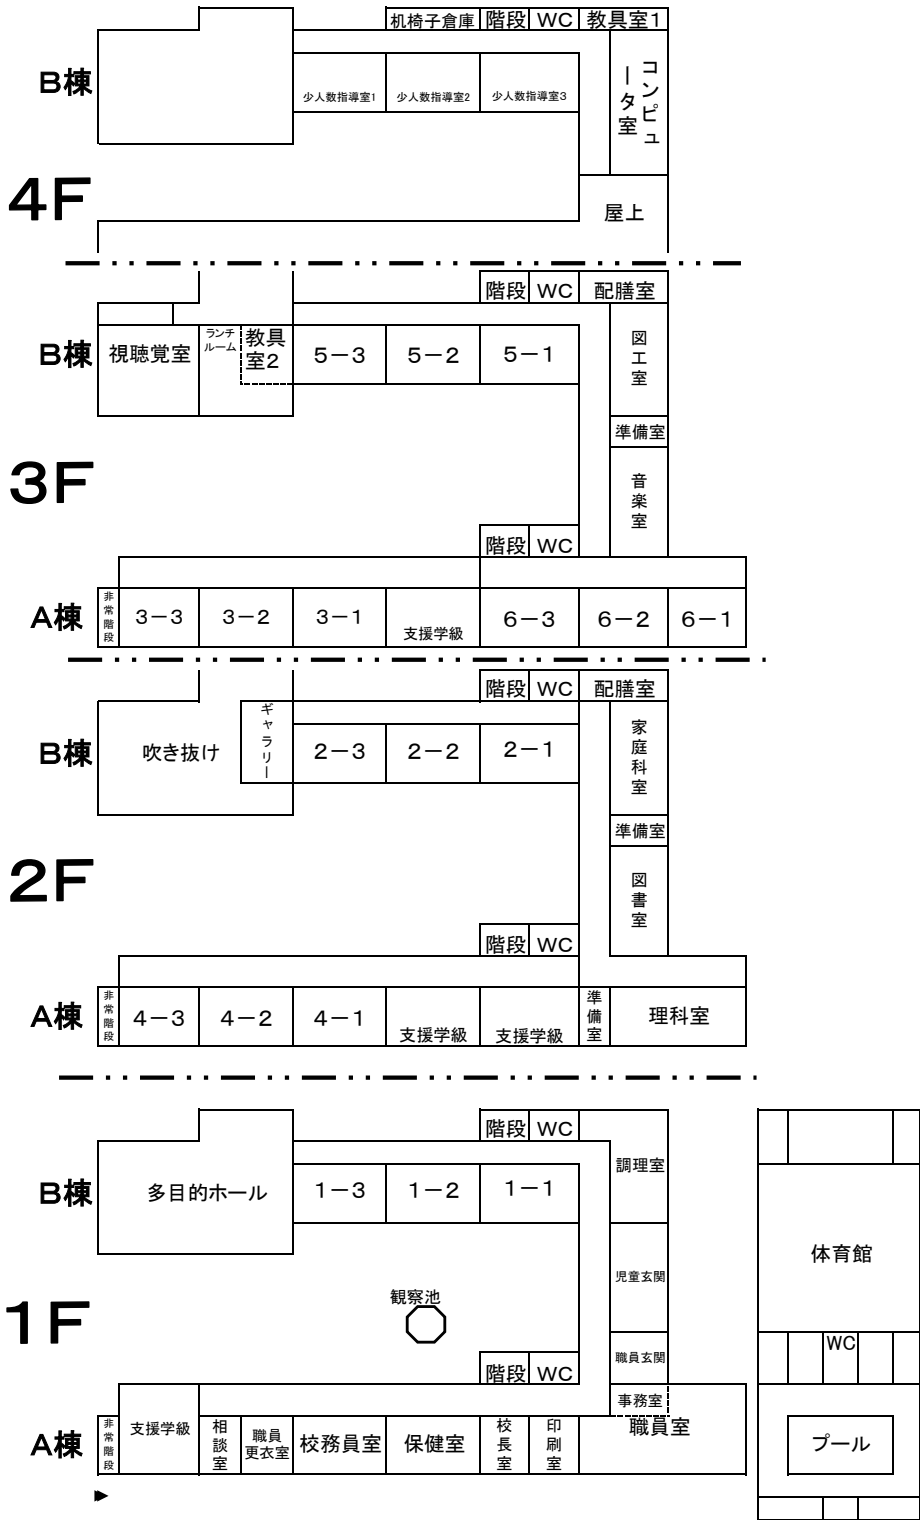 机椅子倉庫 階段 WC 教具室1
B棟
少人数指導室1 少人数指導室2 少人数指導室3
コンピュータ室
4F
屋上
階段 WC 配膳室
B棟 視聴覚室 ランチルーム 教具室2 5-3 5-2 5-1 図工室
準備室
3F
音楽室
階段 WC
A棟 非常階段 3-3 3-2 3-1 支援学級 6-3 6-2 6-1
階段 WC 配膳室
B棟 吹き抜け ギャラリー 2-3 2-2 2-1 家庭科室
準備室
2F
図書室
階段 WC
A棟 非常階段 4-3 4-2 4-1 支援学級 支援学級 準備室 理科室
階段 WC
調理室
B棟 多目的ホール 1-3 1-2 1-1
体育館
児童玄関
観察池
1F
WC
職員玄関
階段 WC
事務室
A棟 非常階段 支援学級 相談室 職員更衣室 校務員室 保健室 校長室 印刷室 職員室
プール